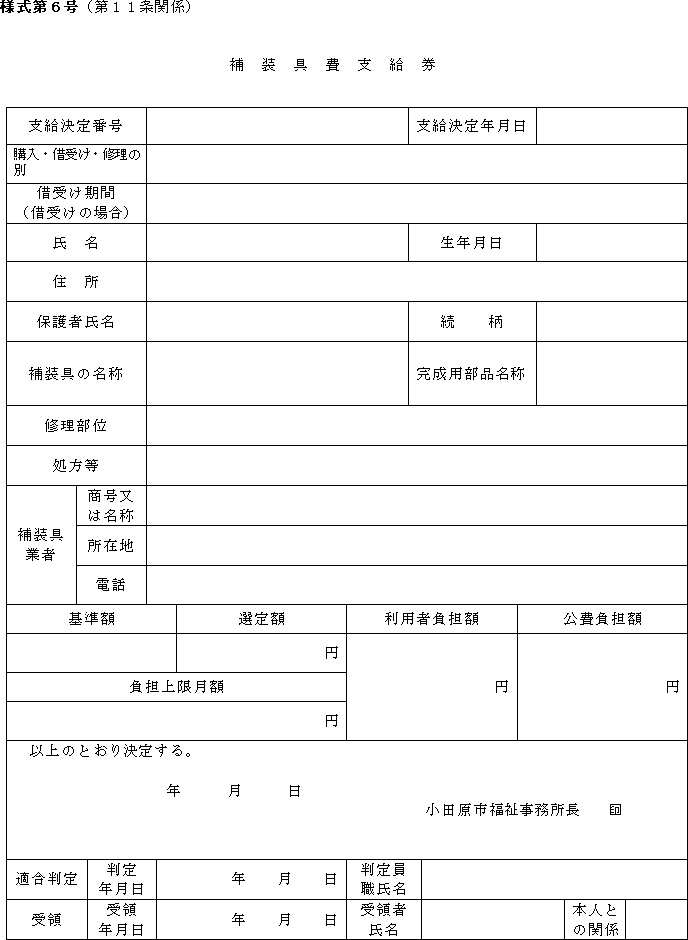 様式第６号（第１１条関係）
補　装　具　費　支　給　券
支給決定番号　支給決定年月日
購入・借受け・修理の
別
借受け期間
（借受けの場合）
氏　名　生年月日
住　所
保護者氏名　続　　柄
補装具の名称　完成用部品名称
修理部位
処方等
補装具
業者
商号又
は名称
所在地
電話
基準額　選定額　利用者負担額　公費負担額
円
負担上限月額
円　円
円
以上のとおり決定する。
年　　　月　　　日
小田原市福祉事務所長　　印
適合判定
判定
年月日
年　　月　　日
判定員
職氏名
受領
受領
年月日
年　　月　　日
受領者
氏名
本人と
の関係